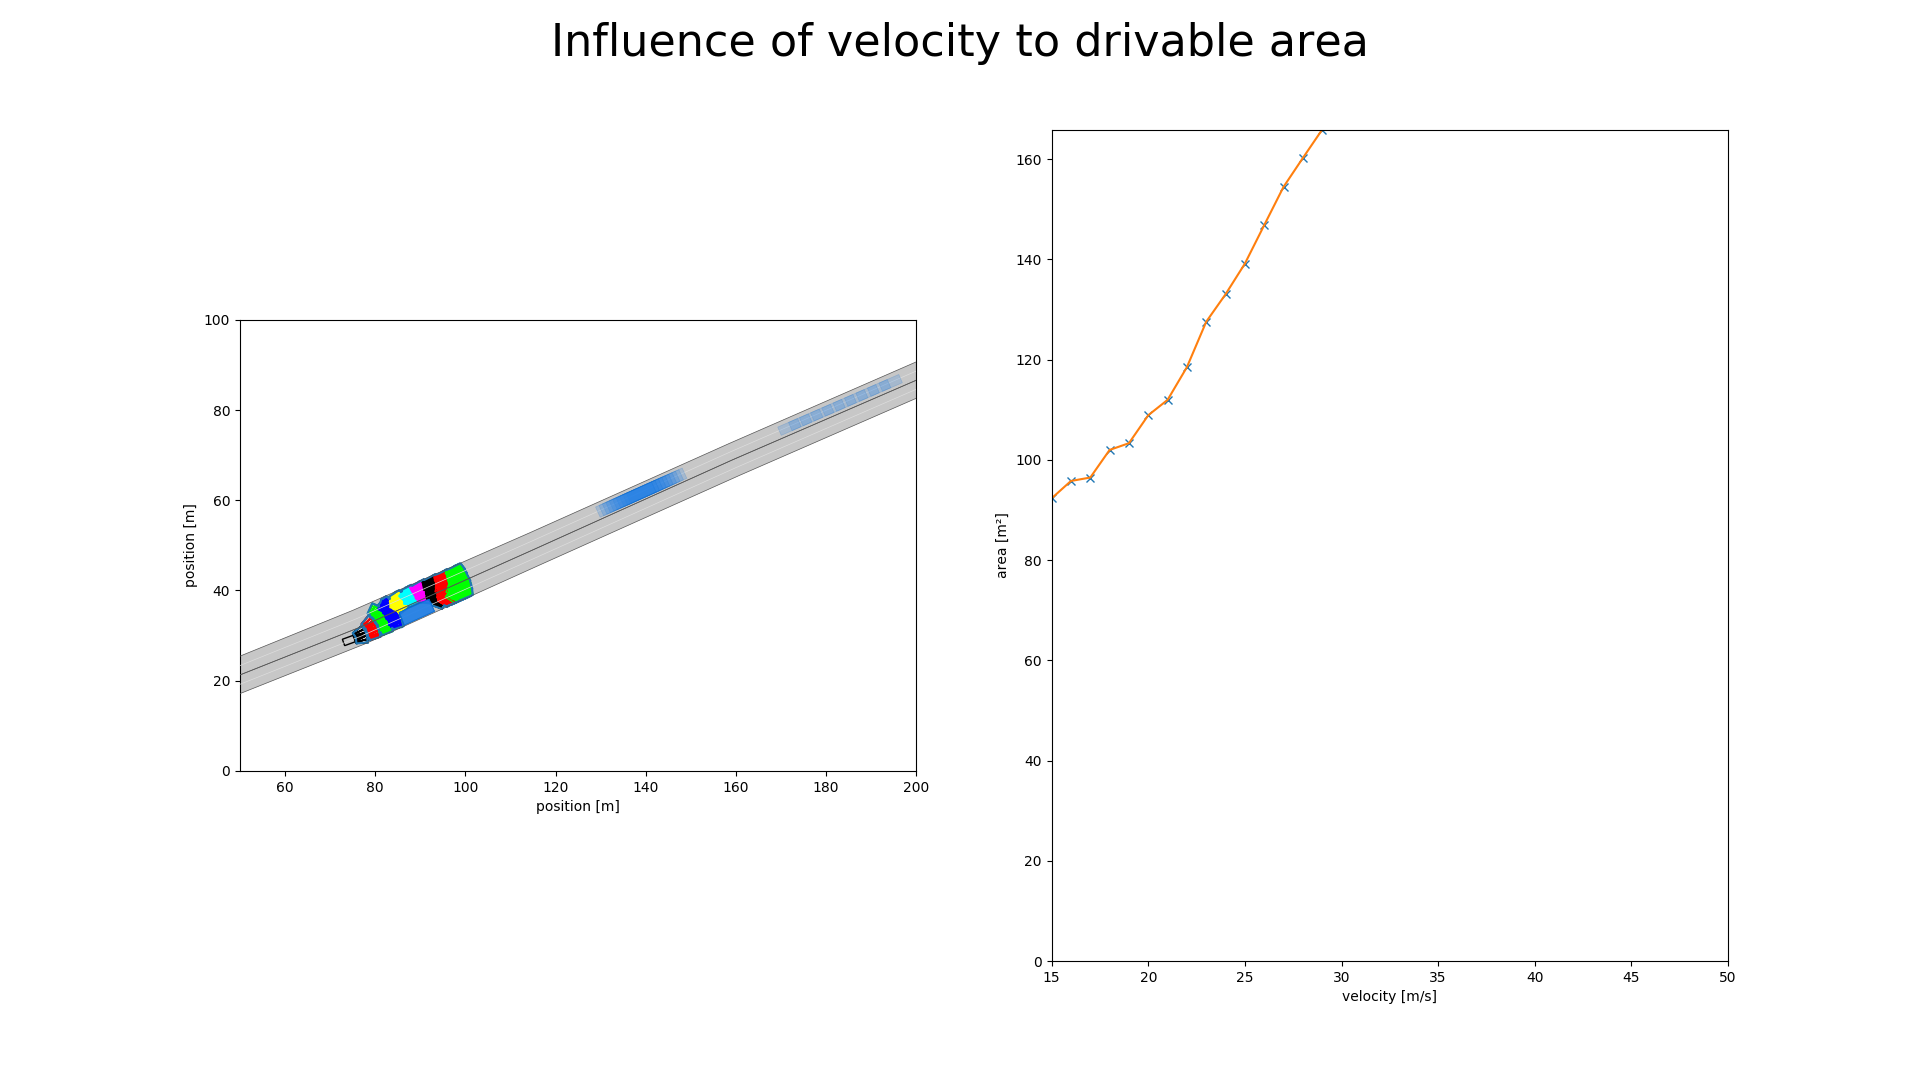 Influence of velocity to drivable area
100
80
60
40
20
0
position [m]
60 80 100 120 140 160 180 200
position [m]
160
140
120
100
80
60
40
20
0
area [m²]
15 20 25 30 35 40 45 50
velocity [m/s]